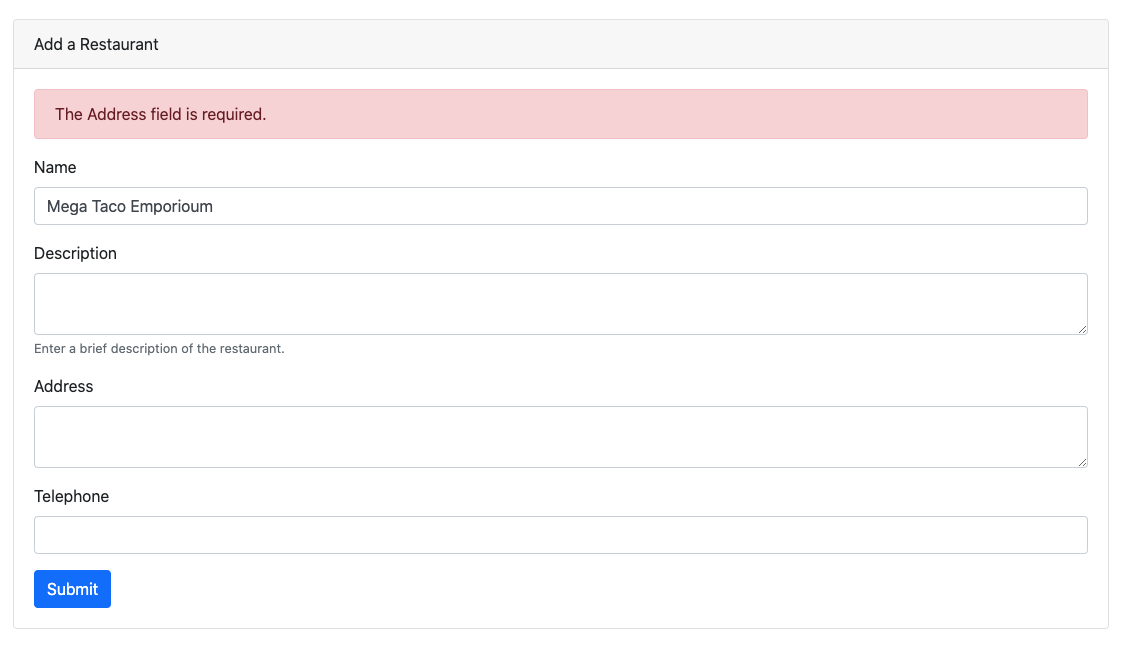 Add a Restaurant
The Address field is required.
Name
Mega Taco Emporioum
Description
Enter a brief description of the restaurant.
Address
Telephone
Submit